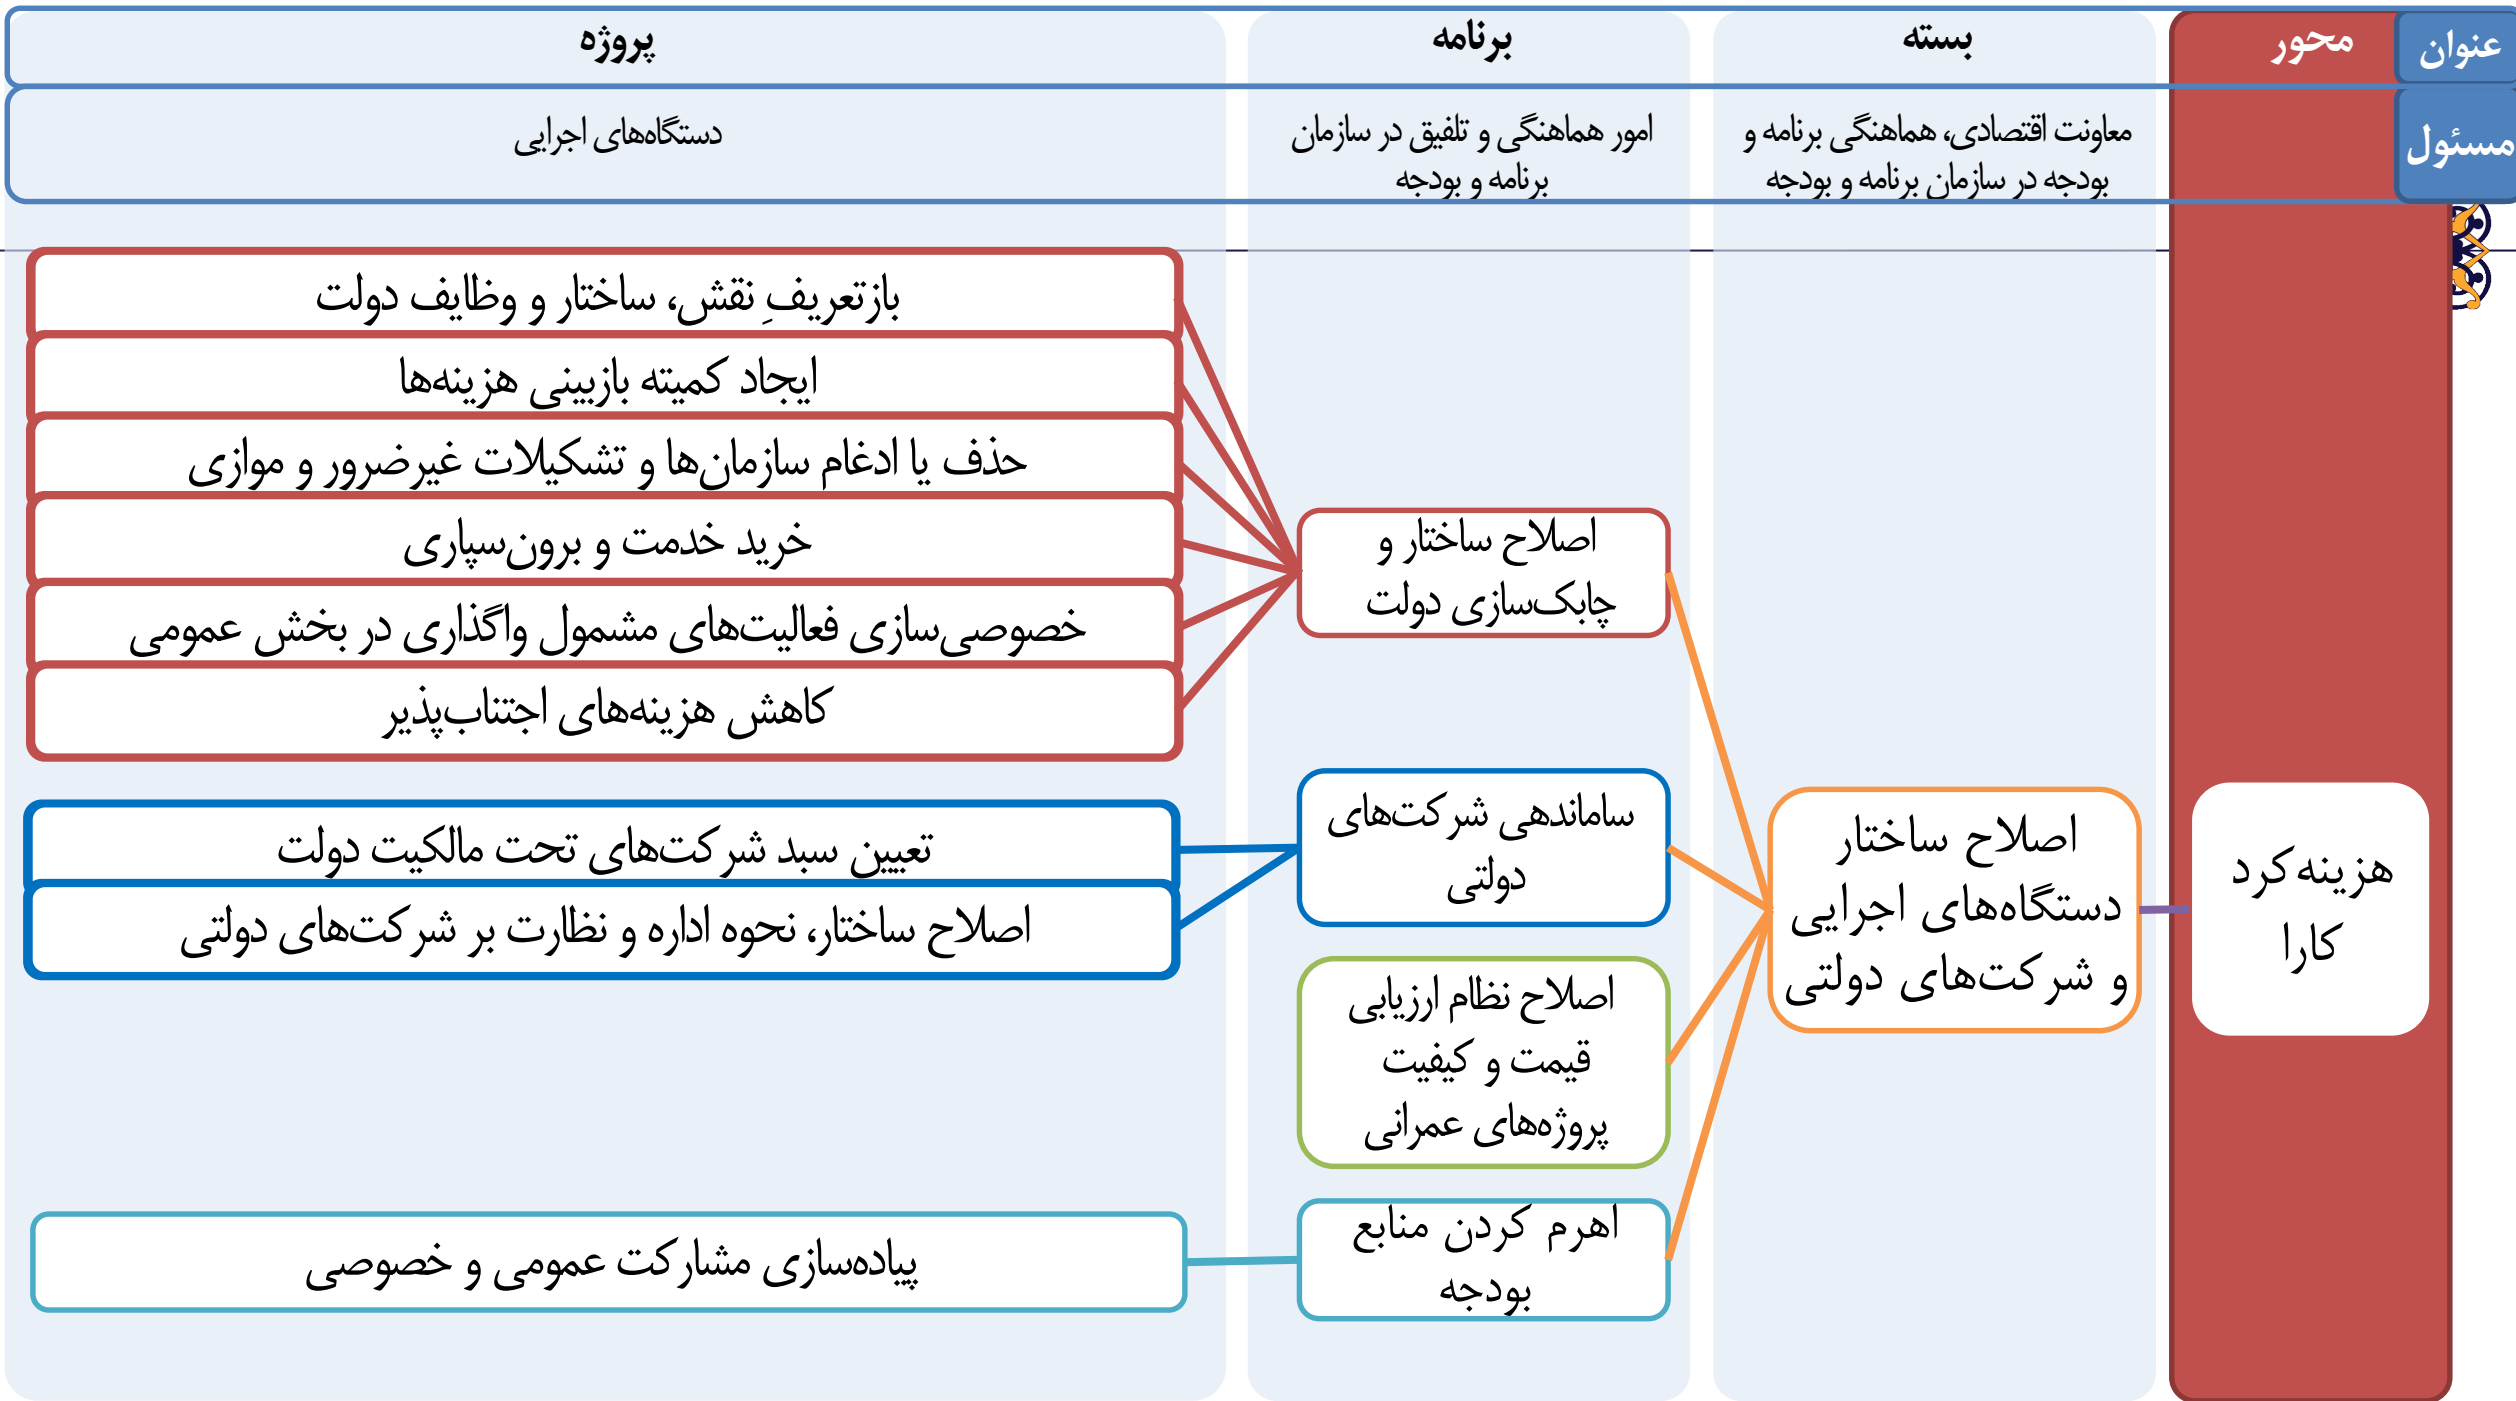 عنوان
محور
بسته
برنامه
پروژه
مسئول
معاونت اقتصادی، هماهنگی برنامه و
بودجه در سازمان برنامه و بودجه
امور هماهنگی و تلفیق در سازمان
برنامه و بودجه
دستگاه‌های اجرایی
هزینه‌کرد
کارا
اصلاح ساختار
دستگاه‌های اجرایی
و شرکت‌های دولتی
اصلاح ساختار و
چابک‌سازی دولت
بازتعریفِ نقش، ساختار و وظایف دولت
ایجاد کمیته بازبینی هزینه‌ها
حذف یا ادغام سازمان‌ها و تشکیلات غیرضرور و موازی
خرید خدمت و برون‌سپاری
خصوصی‌سازی فعالیت‌های مشمول واگذاری در بخش عمومی
کاهش هزینه‌های اجتناب‌پذیر
ساماندهی شرکت‌های
دولتی
تعیین سبد شرکت‌های تحت مالکیت دولت
اصلاح ساختار، نحوه اداره و نظارت بر شرکت‌های دولتی
اصلاح نظام ارزیابی
قیمت و کیفیت
پروژه‌های عمرانی
اهرم کردن منابع
بودجه
پیاده‌سازی مشارکت عمومی و خصوصی